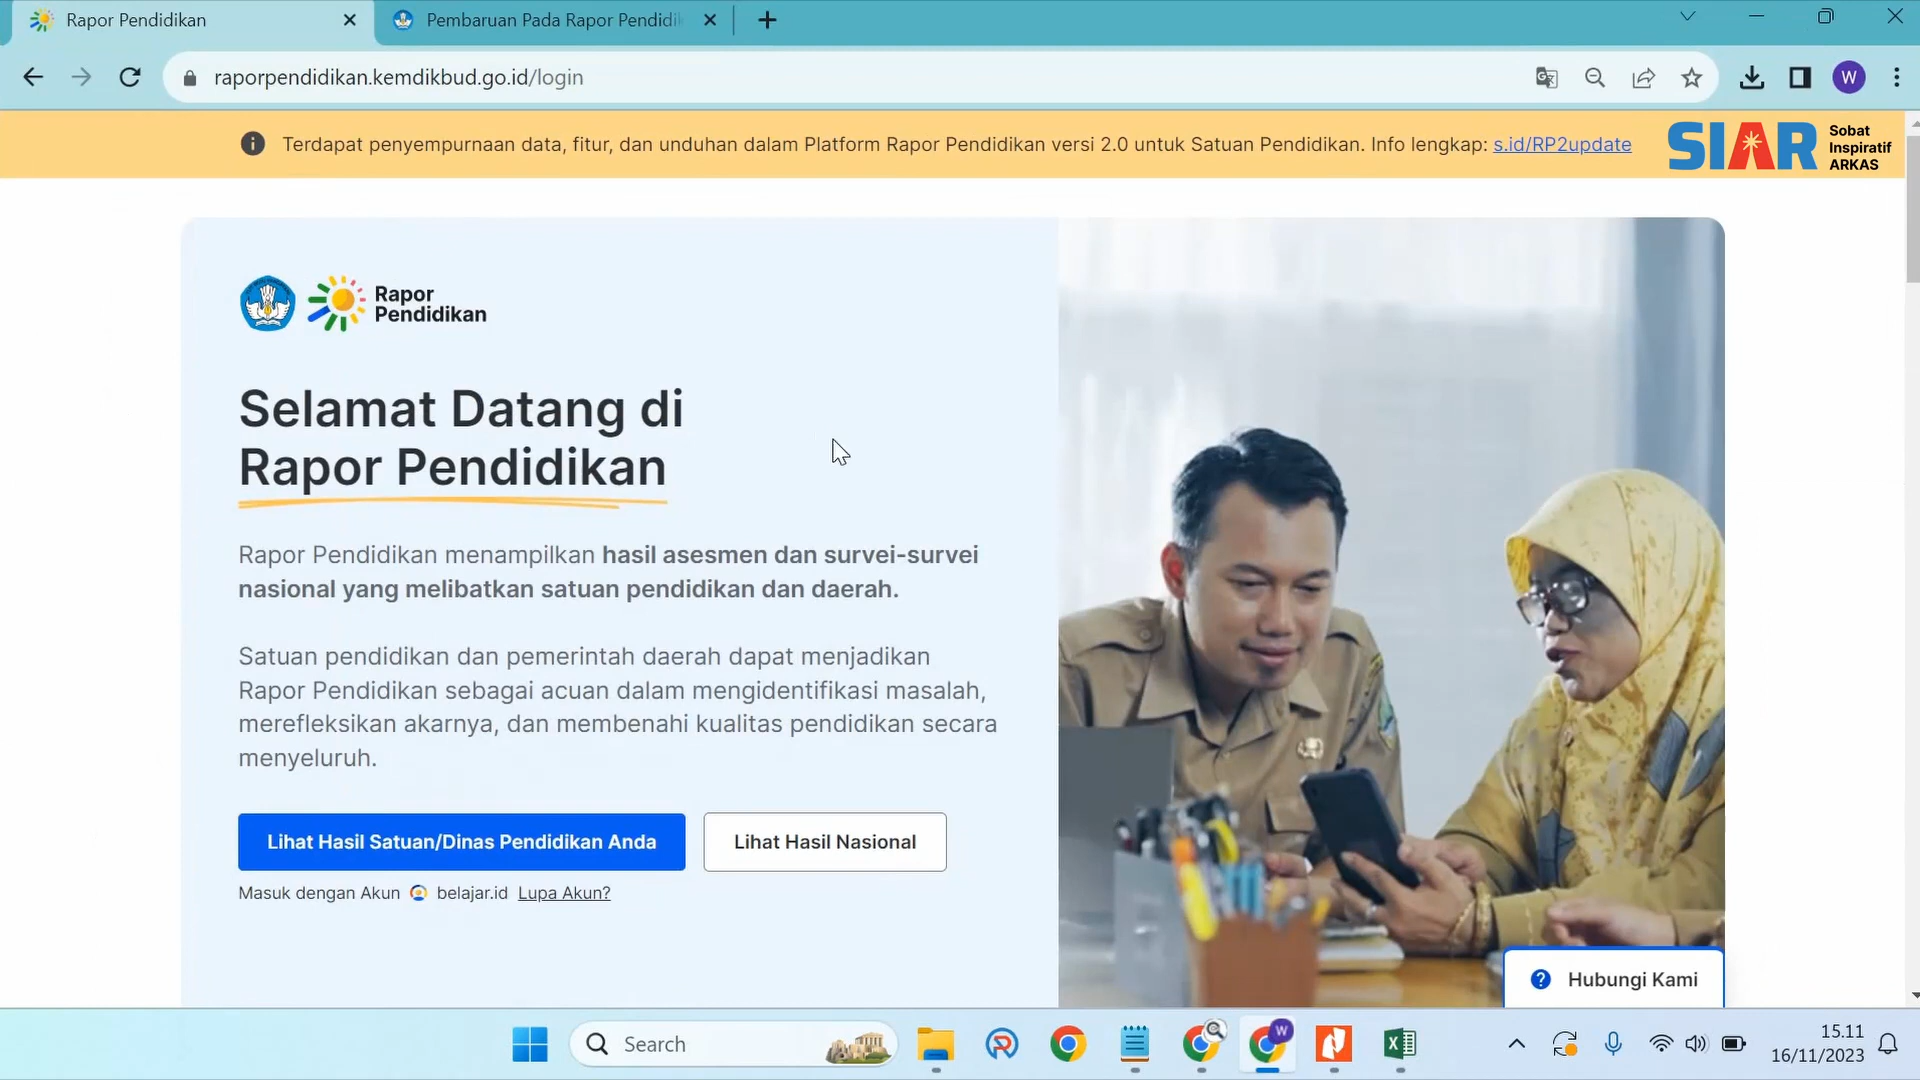 Rapor Pendidikan
Pembaruan Pada Rapor Pendidik
raporpendidikan.kemdikbud.go.id/login
W
Terdapat penyempurnaan data, fitur, dan unduhan dalam Platform Rapor Pendidikan versi 2.0 untuk Satuan Pendidikan. Info lengkap: s.id/RP2update
SIAR
Sobat
Inspiratif
ARKAS
Rapor
Pendidikan
Selamat Datang di
Rapor Pendidikan
Rapor Pendidikan menampilkan hasil asesmen dan survei-survei
nasional yang melibatkan satuan pendidikan dan daerah.
Satuan pendidikan dan pemerintah daerah dapat menjadikan
Rapor Pendidikan sebagai acuan dalam mengidentifikasi masalah,
merefleksikan akarnya, dan membenahi kualitas pendidikan secara
menyeluruh.
Lihat Hasil Satuan/Dinas Pendidikan Anda
Lihat Hasil Nasional
Masuk dengan Akun belajar.id Lupa Akun?
Hubungi Kami
Search
W
15.11
16/11/2023